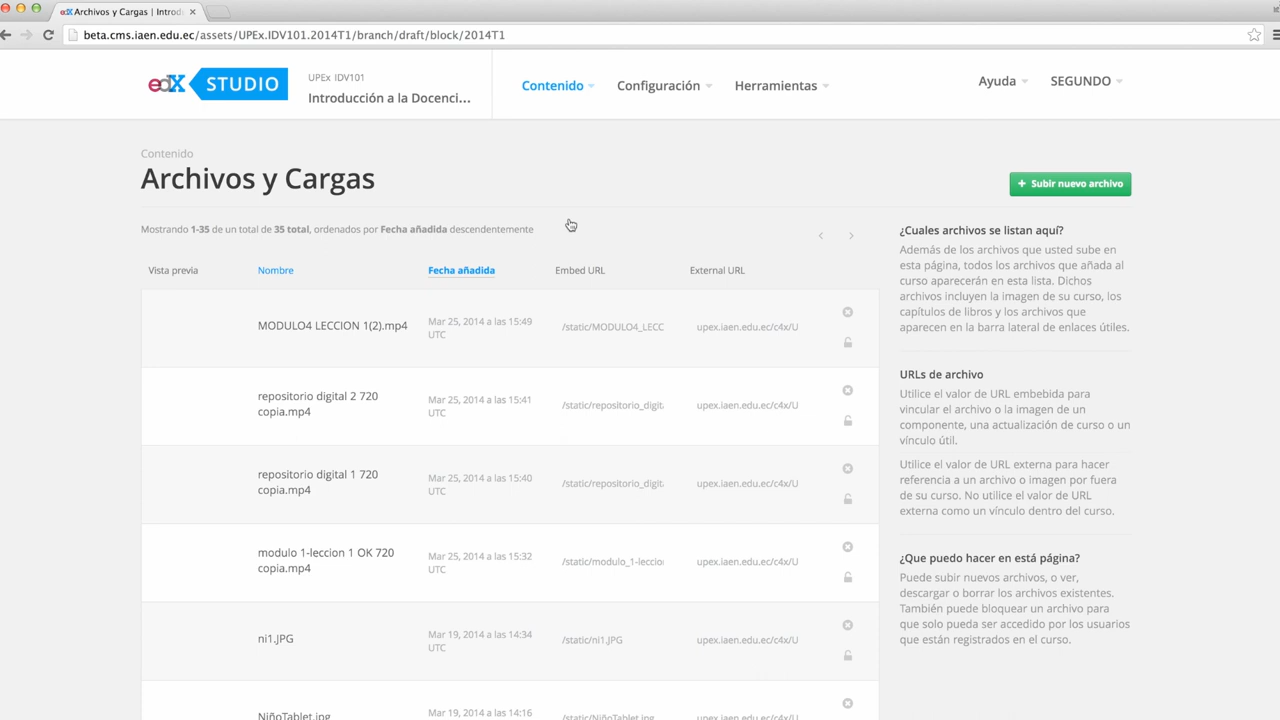 edX Archivos y Cargas | Introdu
beta.cms.iaen.edu.ec/assets/UPEx.IDV101.2014T1/branch/draft/block/2014T1
edX STUDIO
UPEx IDV101
Introducción a la Docenci...
Contenido
Configuración
Herramientas
Ayuda
SEGUNDO
Contenido
Archivos y Cargas
+ Subir nuevo archivo
Mostrando 1-35 de un total de 35 total, ordenados por Fecha añadida descendentemente
Vista previa
Nombre
Fecha añadida
Embed URL
External URL
MODULO4 LECCION 1(2).mp4
Mar 25, 2014 a las 15:49
UTC
/static/MODULO4_LECC
upex.iaen.edu.ec/c4x/U
repositorio digital 2 720
copia.mp4
Mar 25, 2014 a las 15:41
UTC
/static/repositorio_digit
upex.iaen.edu.ec/c4x/U
repositorio digital 1 720
copia.mp4
Mar 25, 2014 a las 15:40
UTC
/static/repositorio_digit
upex.iaen.edu.ec/c4x/U
modulo 1-leccion 1 OK 720
copia.mp4
Mar 25, 2014 a las 15:32
UTC
/static/modulo_1-leccio
upex.iaen.edu.ec/c4x/U
ni1.JPG
Mar 19, 2014 a las 14:34
UTC
/static/ni1.JPG
upex.iaen.edu.ec/c4x/U
NiñoTablet.jpg
Mar 19, 2014 a las 14:16
/static/NiñoTablet.jpg
upex.iaen.edu.ec/c4x/U
¿Cuales archivos se listan aquí?
Además de los archivos que usted sube en
esta página, todos los archivos que añada al
curso aparecerán en esta lista. Dichos
archivos incluyen la imagen de su curso, los
capítulos de libros y los archivos que
aparecen en la barra lateral de enlaces útiles.
URLs de archivo
Utilice el valor de URL embebida para
vincular el archivo o la imagen de un
componente, una actualización de curso o un
vínculo útil.
Utilice el valor de URL externa para hacer
referencia a un archivo o imagen por fuera
de su curso. No utilice el valor de URL
externa como un vínculo dentro del curso.
¿Que puedo hacer en está página?
Puede subir nuevos archivos, o ver,
descargar o borrar los archivos existentes.
También puede bloquear un archivo para
que solo pueda ser accedido por los usuarios
que están registrados en el curso.